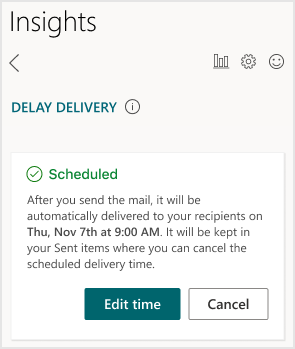 Insights
DELAY DELIVERY
Scheduled
After you send the mail, it will be
automatically delivered to your recipients on
Thu, Nov 7th at 9:00 AM. It will be kept in
your Sent items where you can cancel the
scheduled delivery time.
Edit time
Cancel